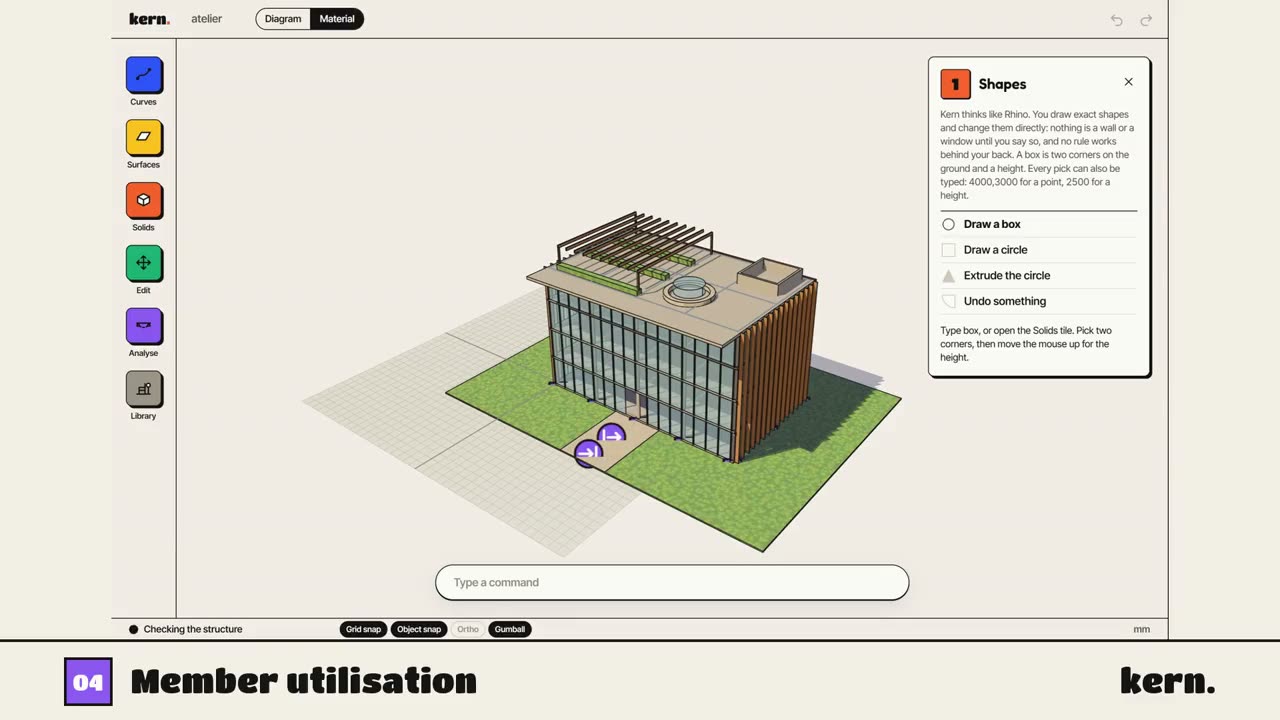 kern.
atelier
Diagram
Material
Curves
Surfaces
Solids
Edit
Analyse
Library
1
Shapes
Kern thinks like Rhino. You draw exact shapes
and change them directly: nothing is a wall or a
window until you say so, and no rule works
behind your back. A box is two corners on the
ground and a height. Every pick can also be
typed: 4000,3000 for a point, 2500 for a
height.
Draw a box
Draw a circle
Extrude the circle
Undo something
Type box, or open the Solids tile. Pick two
corners, then move the mouse up for the
height.
Type a command
Checking the structure
Grid snap
Object snap
Ortho
Gumball
mm
04
Member utilisation
kern.